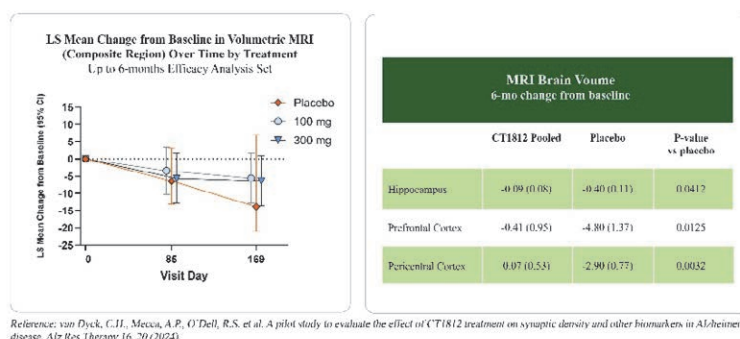 LS Mean Change from Baseline in Volumetric MRI
(Composite Region) Over Time by Treatment
Up to 6-months Efficacy Analysis Set
LS Mean Change from Baseline (95% CI)
15
10
5
0
-5
-10
-15
-20
-25
Placebo
100 mg
300 mg
0
85
169
Visit Day
MRI Brain Voume
6-mo change from baseline
CT1812 Pooled Placebo P-value
vs placebo
Hippocampus -0.09 (0.08) -0.40 (0.11) 0.0412
Prefrontal Cortex -0.41 (0.95) -4.80 (1.37) 0.0125
Pericentral Cortex 0.07 (0.53) -2.90 (0.77) 0.0032
Reference: van Dyck, C.H., Mecca, A.P., O'Dell, R.S. et al. A pilot study to evaluate the effect of CT1812 treatment on synaptic density and other biomarkers in Alzheimer
disease. Alz Res Therapy 16, 20 (2024)